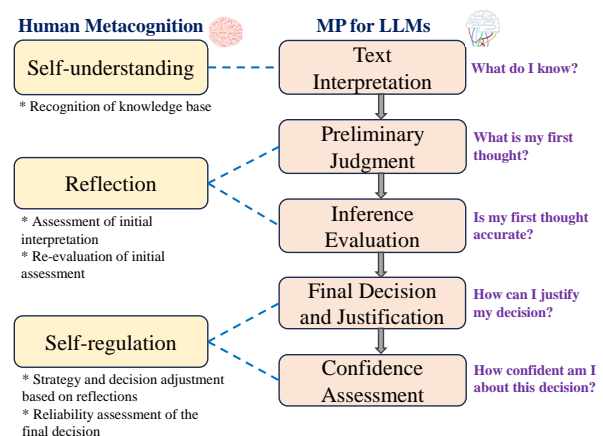 Human Metacognition
MP for LLMs
Self-understanding
* Recognition of knowledge base
Text
Interpretation
What do I know?
Preliminary
Judgment
What is my first
thought?
Reflection
* Assessment of initial
interpretation
* Re-evaluation of initial
assessment
Inference
Evaluation
Is my first thought
accurate?
Final Decision
and Justification
How can I justify
my decision?
Self-regulation
* Strategy and decision adjustment
based on reflections
* Reliability assessment of the
final decision
Confidence
Assessment
How confident am I
about this decision?